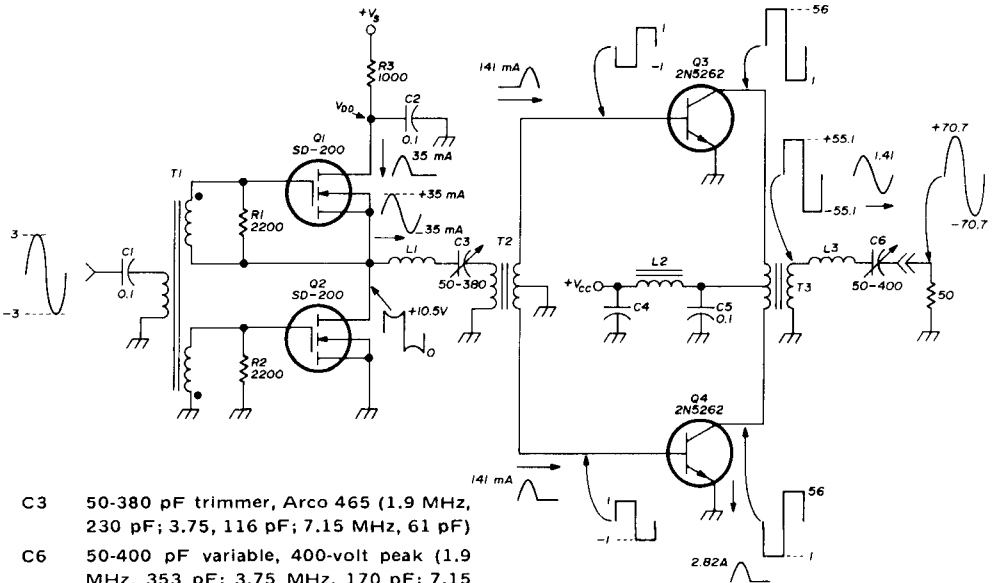 +Vs
R3
1000
VDD
C2
0.1
Q1
SD-200
35 mA
+35 mA
-35 mA
T1
R1
2200
C1
0.1
3
-3
L1
C3
50-380
Q2
SD-200
+10.5V
0
R2
2200
141 mA
1
-1
Q3
2N5262
56
1
T2
+VCC
L2
C4
C5
0.1
+55.1
-55.1
1.41
+70.7
-70.7
T3
L3
C6
50-400
50
Q4
2N5262
141 mA
1
-1
2.82A
56
1
C3 50-380 pF trimmer, Arco 465 (1.9 MHz,
230 pF; 3.75, 116 pF; 7.15 MHz, 61 pF)
C6 50-400 pF variable, 400-volt peak (1.9
MHz, 353 pF; 3.75 MHz, 170 pF; 7.15